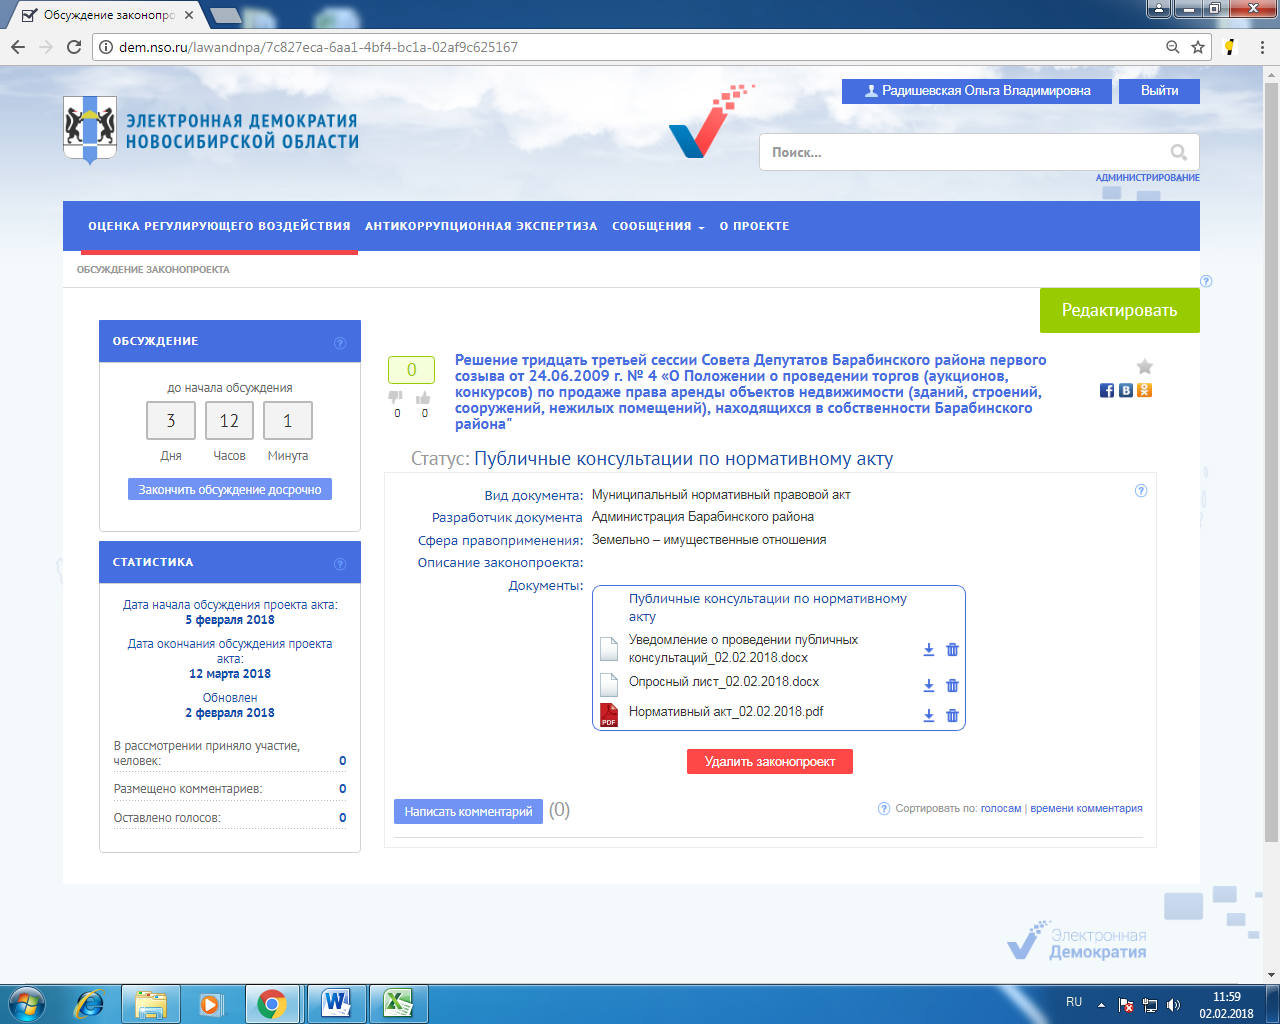 Обсуждение законопро
dem.nso.ru/lawandnpa/7c827eca-6aa1-4bf4-bc1a-02af9c625167
ЭЛЕКТРОННАЯ ДЕМОКРАТИЯ
НОВОСИБИРСКОЙ ОБЛАСТИ
Радишевская Ольга Владимировна
Выйти
Поиск...
АДМИНИСТРИРОВАНИЕ
ОЦЕНКА РЕГУЛИРУЮЩЕГО ВОЗДЕЙСТВИЯ АНТИКОРРУПЦИОННАЯ ЭКСПЕРТИЗА СООБЩЕНИЯ О ПРОЕКТЕ
ОБСУЖДЕНИЕ ЗАКОНОПРОЕКТА
?
Редактировать
ОБСУЖДЕНИЕ ?
до начала обсуждения
3 12 1
Дня Часов Минута
Закончить обсуждение досрочно
СТАТИСТИКА ?
Дата начала обсуждения проекта акта:
5 февраля 2018
Дата окончания обсуждения проекта
акта:
12 марта 2018
Обновлен
2 февраля 2018
В рассмотрении приняло участие,
человек: 0
Размещено комментариев: 0
Оставлено голосов: 0
0
0 0
Решение тридцать третьей сессии Совета Депутатов Барабинского района первого
созыва от 24.06.2009 г. № 4 «О Положении о проведении торгов (аукционов,
конкурсов) по продаже права аренды объектов недвижимости (зданий, строений,
сооружений, нежилых помещений), находящихся в собственности Барабинского
района"
Статус: Публичные консультации по нормативному акту
?
Вид документа: Муниципальный нормативный правовой акт
Разработчик документа Администрация Барабинского района
Сфера правоприменения: Земельно – имущественные отношения
Описание законопроекта:
Документы:
Публичные консультации по нормативному
акту
Уведомление о проведении публичных
консультаций_02.02.2018.docx
Опросный лист_02.02.2018.docx
PDF Нормативный акт_02.02.2018.pdf
Удалить законопроект
Написать комментарий (0)
? Сортировать по: голосам | времени комментария
Электронная
Демократия
RU
11:59
02.02.2018